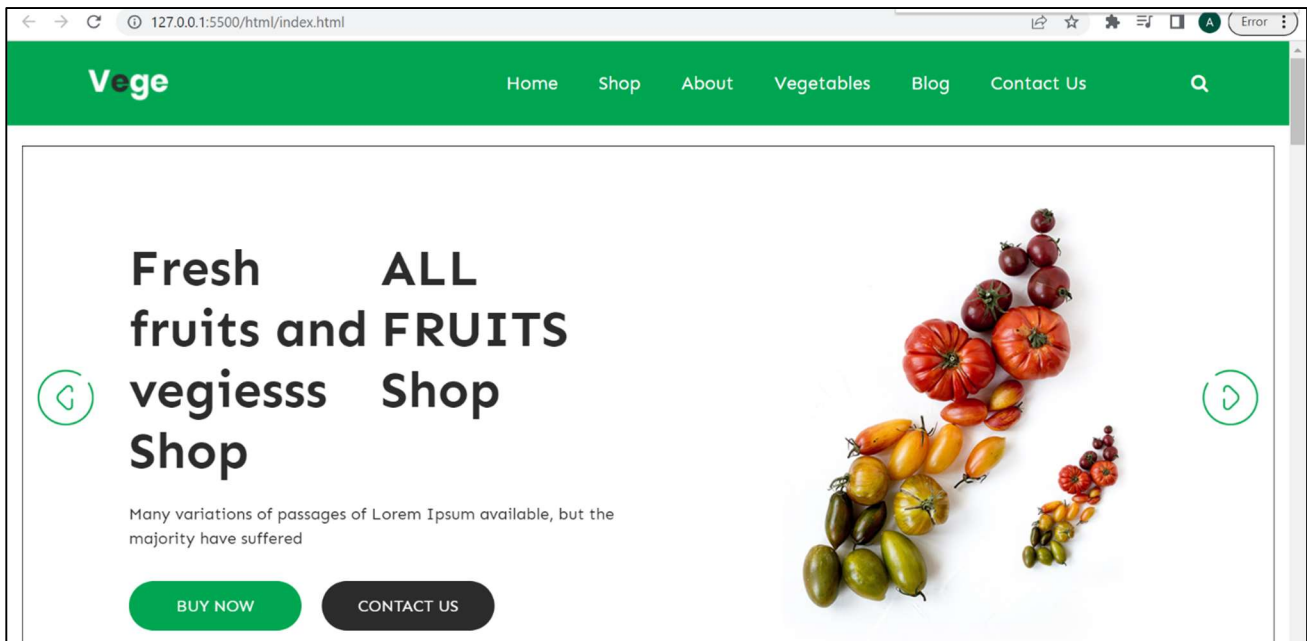 127.0.0.1:5500/html/index.html
A
Error
Vege
Home Shop About Vegetables Blog Contact Us
Fresh
fruits and
vegiesss
Shop
ALL
FRUITS
Shop
Many variations of passages of Lorem Ipsum available, but the
majority have suffered
BUY NOW
CONTACT US